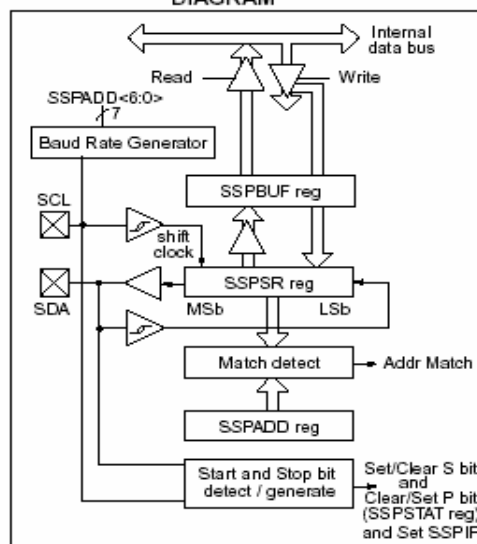 DIAGRAM
Internal
data bus
Read
Write
SSPADD<6:0>
7
Baud Rate Generator
SSPBUF reg
SCL
shift
clock
SSPSR reg
SDA
MSb
LSb
Match detect
Addr Match
SSPADD reg
Start and Stop bit
detect / generate
Set/Clear S bit
and
Clear/Set P bit
(SSPSTAT reg)
and Set SSPIF